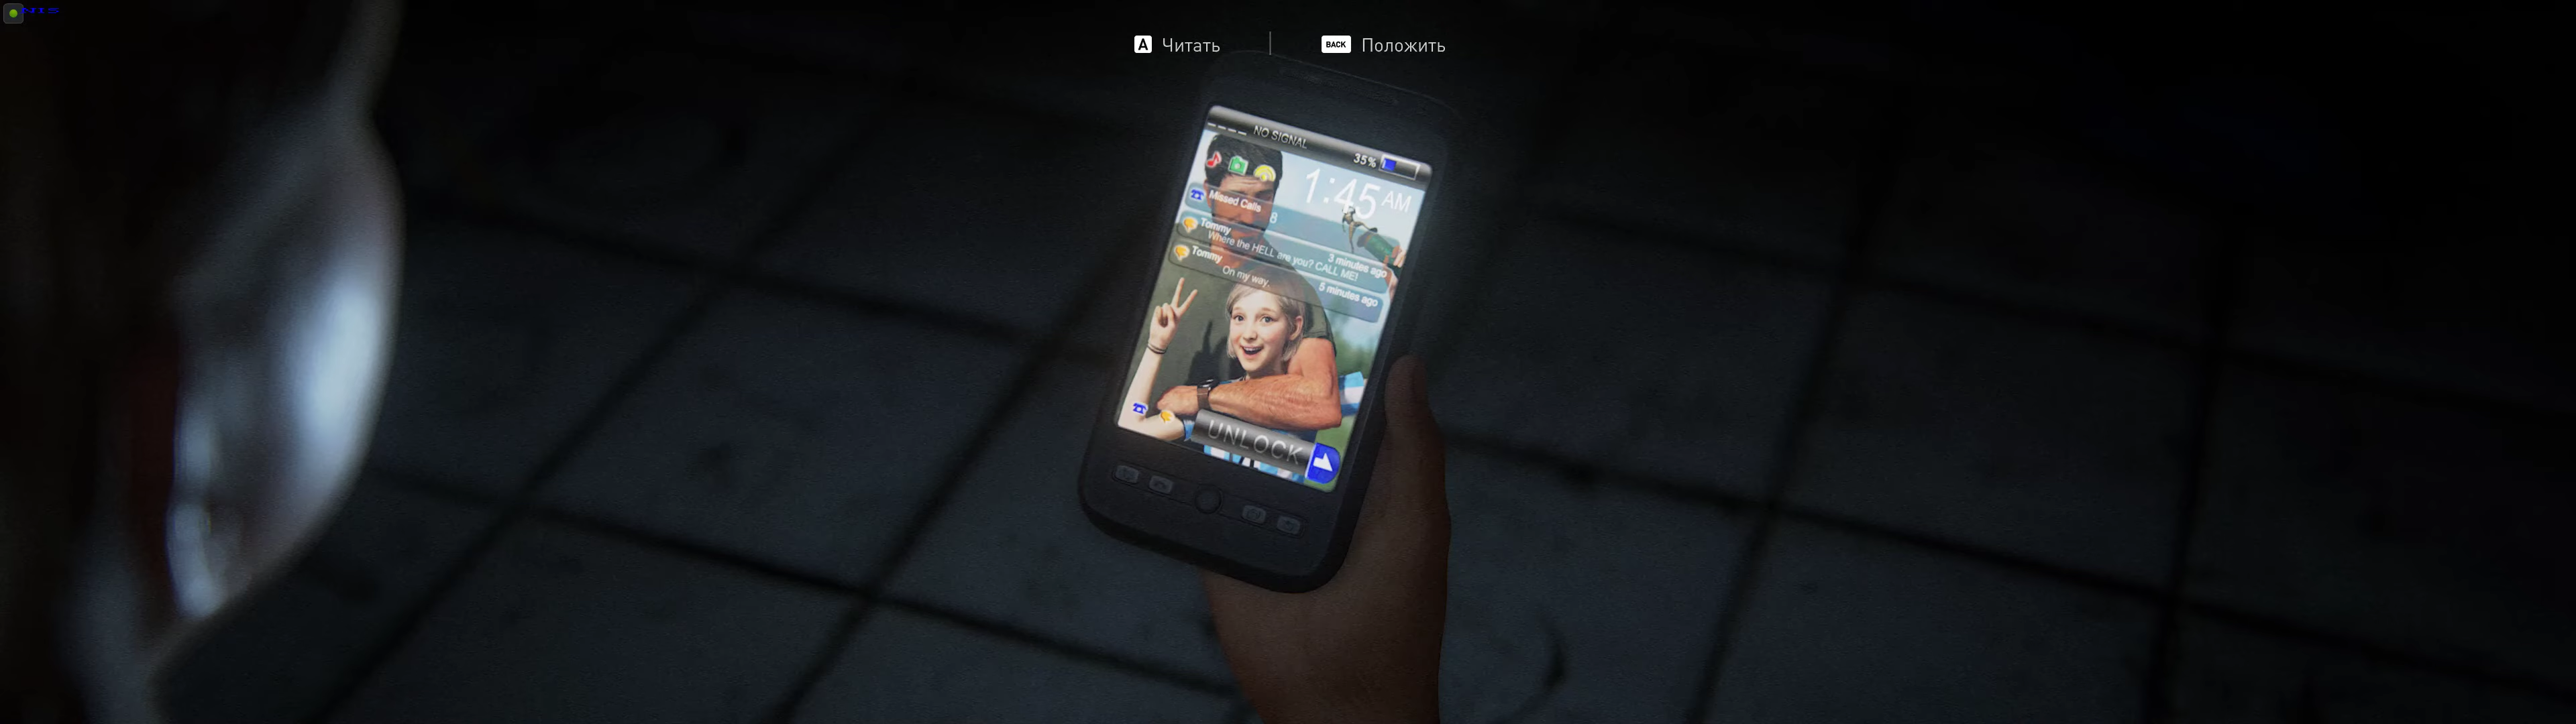 A Читать | BACK Положить
NO SIGNAL 35%
1:45 AM
Missed Calls 8
Tommy 3 minutes ago
Where the HELL are you? CALL ME!
Tommy 5 minutes ago
On my way.
UNLOCK